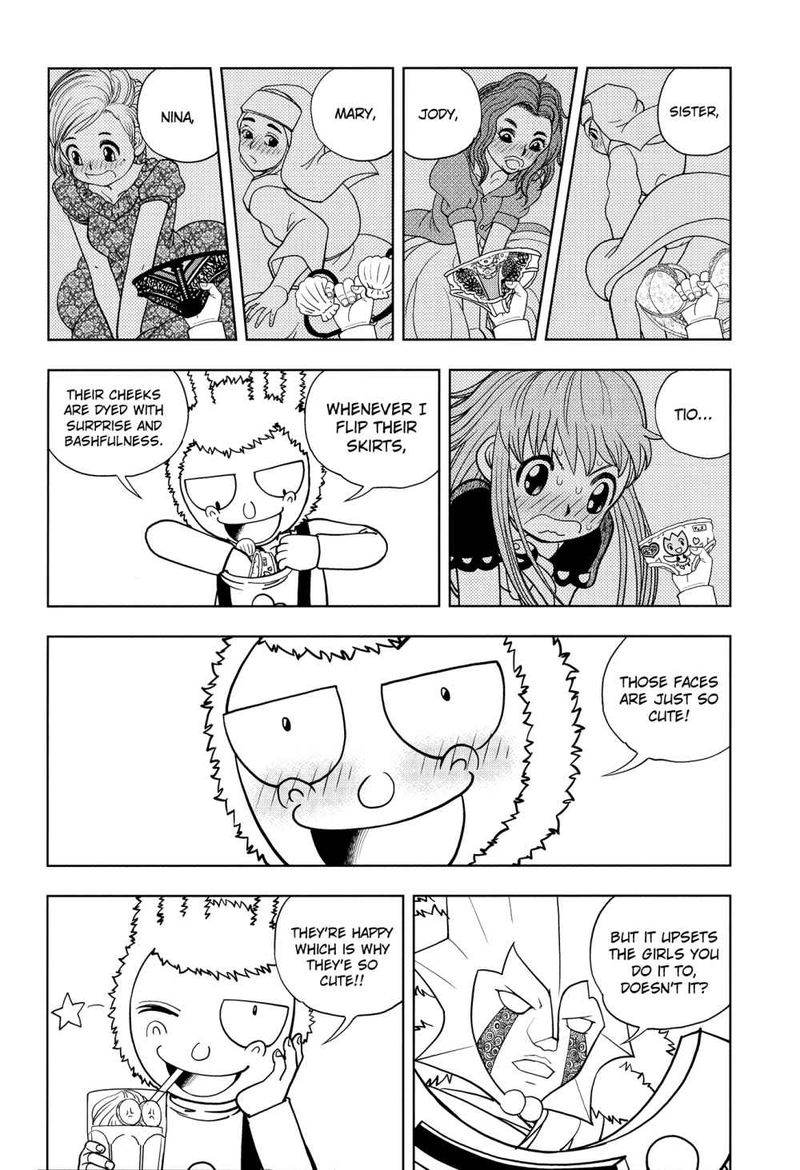 SISTER,
JODY,
MARY,
NINA,
TIO...
WHENEVER I
FLIP THEIR
SKIRTS,
THEIR CHEEKS
ARE DYED WITH
SURPRISE AND
BASHFULNESS.
THOSE FACES
ARE JUST SO
CUTE!
BUT IT UPSETS
THE GIRLS YOU
DO IT TO,
DOESN'T IT?
THEY'RE HAPPY
WHICH IS WHY
THEY'E SO
CUTE!!